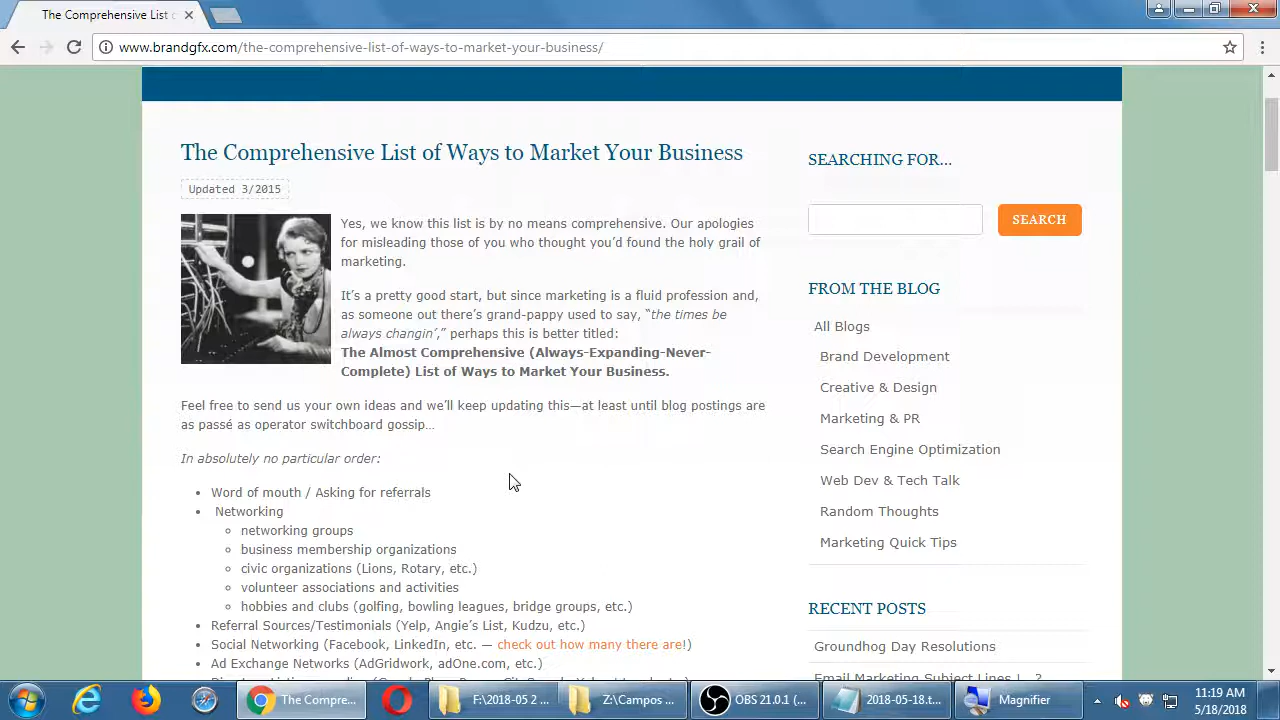 The Comprehensive List
www.brandgfx.com/the-comprehensive-list-of-ways-to-market-your-business/
The Comprehensive List of Ways to Market Your Business
Updated 3/2015
Yes, we know this list is by no means comprehensive. Our apologies
for misleading those of you who thought you’d found the holy grail of
marketing.
It’s a pretty good start, but since marketing is a fluid profession and,
as someone out there’s grand-pappy used to say, “the times be
always changin’,” perhaps this is better titled:
The Almost Comprehensive (Always-Expanding-Never-
Complete) List of Ways to Market Your Business.
Feel free to send us your own ideas and we’ll keep updating this—at least until blog postings are
as passé as operator switchboard gossip…
In absolutely no particular order:
Word of mouth / Asking for referrals
Networking
networking groups
business membership organizations
civic organizations (Lions, Rotary, etc.)
volunteer associations and activities
hobbies and clubs (golfing, bowling leagues, bridge groups, etc.)
Referral Sources/Testimonials (Yelp, Angie’s List, Kudzu, etc.)
Social Networking (Facebook, LinkedIn, etc. — check out how many there are!)
Ad Exchange Networks (AdGridwork, adOne.com, etc.)
SEARCHING FOR…
SEARCH
FROM THE BLOG
All Blogs
Brand Development
Creative & Design
Marketing & PR
Search Engine Optimization
Web Dev & Tech Talk
Random Thoughts
Marketing Quick Tips
RECENT POSTS
Groundhog Day Resolutions
Email Marketing Subject Lines
The Compre...
F:\2018-05 2 ...
Z:\Campos ...
OBS 21.0.1 (...
2018-05-18.t...
Magnifier
11:19 AM
5/18/2018